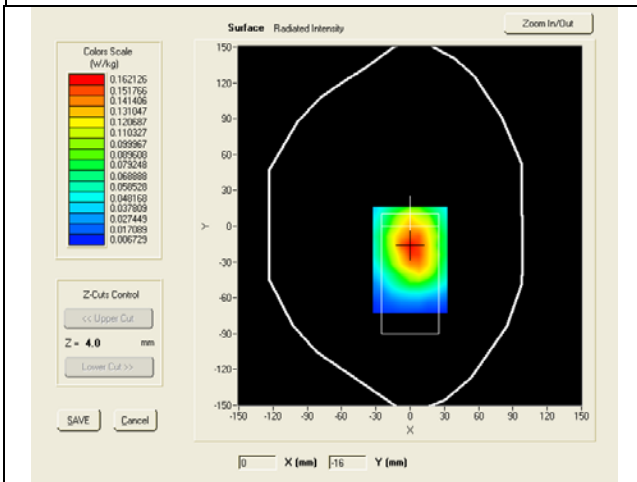 Surface Radiated Intensity
Zoom In/Out
Colors Scale
(W/kg)
0.162126
0.151766
0.141406
0.131047
0.120687
0.110327
0.099967
0.089608
0.079248
0.068888
0.058528
0.048168
0.037809
0.027449
0.017089
0.006729
Z-Cuts Control
<< Upper Cut
Z = 4.0 mm
Lower Cut >>
SAVE
Cancel
150
120
90
60
30
0
-30
-60
-90
-120
-150
Y
-150 -120 -90 -60 -30 0 30 60 90 120 150
X
0 X (mm) -16 Y (mm)